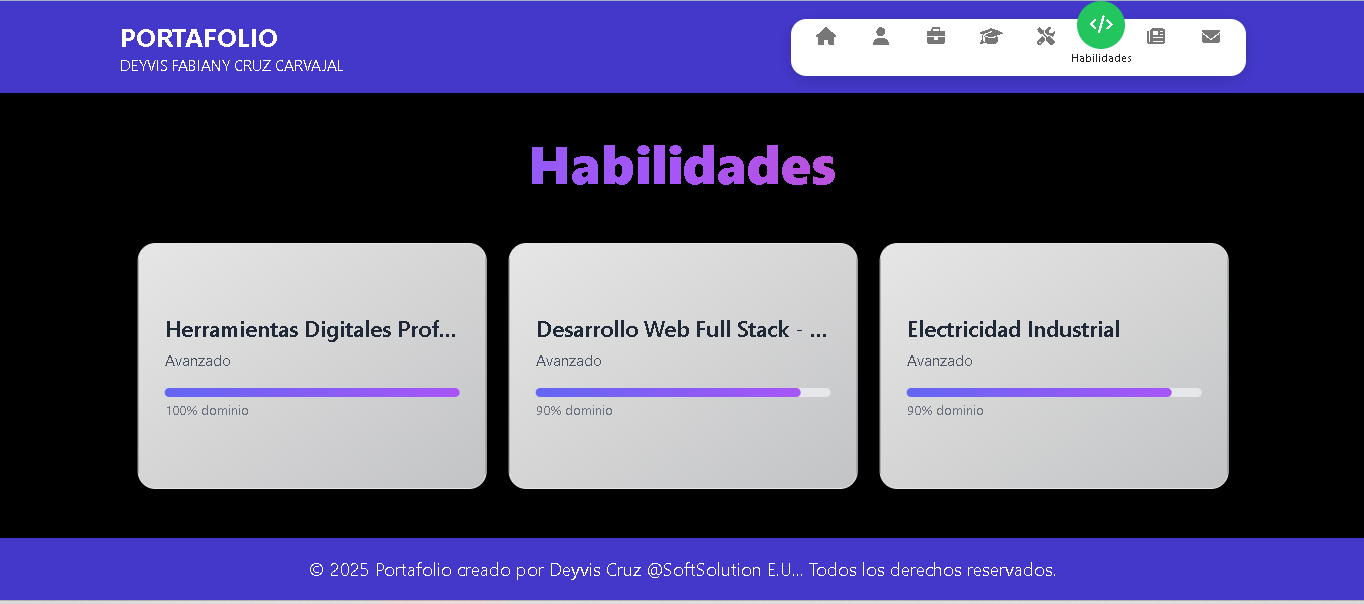 PORTAFOLIO
DEYVIS FABIANY CRUZ CARVAJAL
Habilidades
Habilidades
Herramientas Digitales Prof...
Avanzado
100% dominio
Desarrollo Web Full Stack - ...
Avanzado
90% dominio
Electricidad Industrial
Avanzado
90% dominio
© 2025 Portafolio creado por Deyvis Cruz @SoftSolution E.U... Todos los derechos reservados.